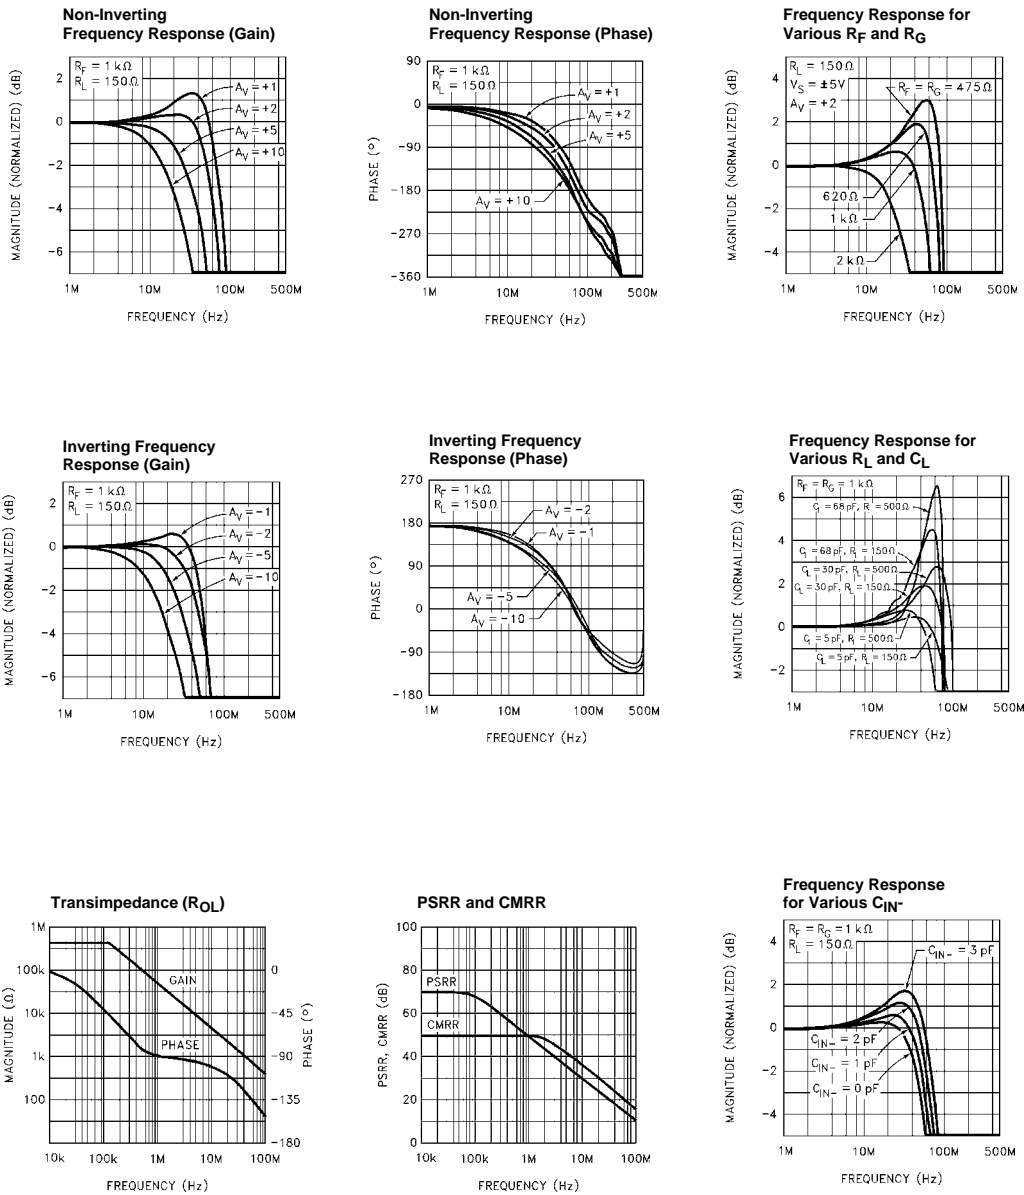 Non-Inverting
Frequency Response (Gain)
R_F = 1 kΩ
R_L = 150Ω
A_V = +1
A_V = +2
A_V = +5
A_V = +10
MAGNITUDE (NORMALIZED) (dB)
2
0
−2
−4
−6
1M 10M 100M 500M
FREQUENCY (Hz)
Non-Inverting
Frequency Response (Phase)
R_F = 1 kΩ
R_L = 150Ω
A_V = +1
A_V = +2
A_V = +5
A_V = +10
PHASE (°)
90
0
−90
−180
−270
−360
1M 10M 100M 500M
FREQUENCY (Hz)
Frequency Response for
Various R_F and R_G
R_L = 150Ω
V_S = ±5V
A_V = +2
R_F = R_G = 475Ω
620Ω
1 kΩ
2 kΩ
MAGNITUDE (NORMALIZED) (dB)
4
2
0
−2
−4
1M 10M 100M 500M
FREQUENCY (Hz)
Inverting Frequency
Response (Gain)
R_F = 1 kΩ
R_L = 150Ω
A_V = −1
A_V = −2
A_V = −5
A_V = −10
MAGNITUDE (NORMALIZED) (dB)
2
0
−2
−4
−6
1M 10M 100M 500M
FREQUENCY (Hz)
Inverting Frequency
Response (Phase)
R_F = 1 kΩ
R_L = 150Ω
A_V = −2
A_V = −1
A_V = −5
A_V = −10
PHASE (°)
270
180
90
0
−90
−180
1M 10M 100M 500M
FREQUENCY (Hz)
Frequency Response for
Various R_L and C_L
R_F = R_G = 1 kΩ
C_L = 68 pF, R_L = 500Ω
C_L = 68 pF, R_L = 150Ω
C_L = 30 pF, R_L = 500Ω
C_L = 30 pF, R_L = 150Ω
C_L = 5 pF, R_L = 500Ω
C_L = 5 pF, R_L = 150Ω
MAGNITUDE (NORMALIZED) (dB)
6
4
2
0
−2
1M 10M 100M 500M
FREQUENCY (Hz)
Transimpedance (R_OL)
GAIN
PHASE
MAGNITUDE (Ω)
1M
100k
10k
1k
100
PHASE (°)
0
−45
−90
−135
−180
10k 100k 1M 10M 100M
FREQUENCY (Hz)
PSRR and CMRR
PSRR
CMRR
PSRR, CMRR (dB)
100
80
60
40
20
0
10k 100k 1M 10M 100M
FREQUENCY (Hz)
Frequency Response
for Various C_IN-
R_F = R_G = 1 kΩ
R_L = 150Ω
C_IN− = 3 pF
C_IN− = 2 pF
C_IN− = 1 pF
C_IN− = 0 pF
MAGNITUDE (NORMALIZED) (dB)
4
2
0
−2
−4
1M 10M 100M 500M
FREQUENCY (Hz)